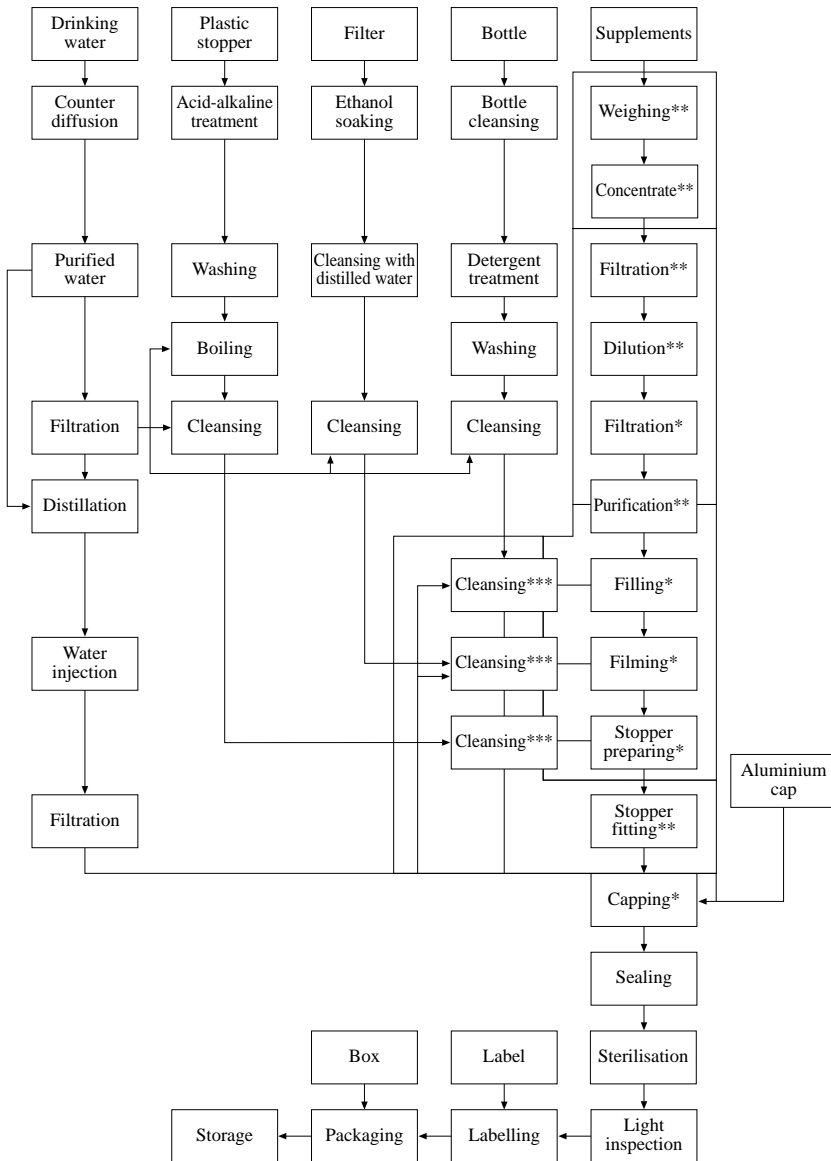 Drinking
water
Plastic
stopper
Filter
Bottle
Supplements
Counter
diffusion
Acid-alkaline
treatment
Ethanol
soaking
Bottle
cleansing
Weighing**
Concentrate**
Purified
water
Washing
Cleansing with
distilled water
Detergent
treatment
Filtration**
Boiling
Washing
Dilution**
Filtration
Cleansing
Cleansing
Cleansing
Filtration*
Distillation
Purification**
Cleansing***
Filling*
Water
injection
Cleansing***
Filming*
Cleansing***
Stopper
preparing*
Aluminium
cap
Filtration
Stopper
fitting**
Capping*
Sealing
Box
Label
Sterilisation
Storage
Packaging
Labelling
Light
inspection